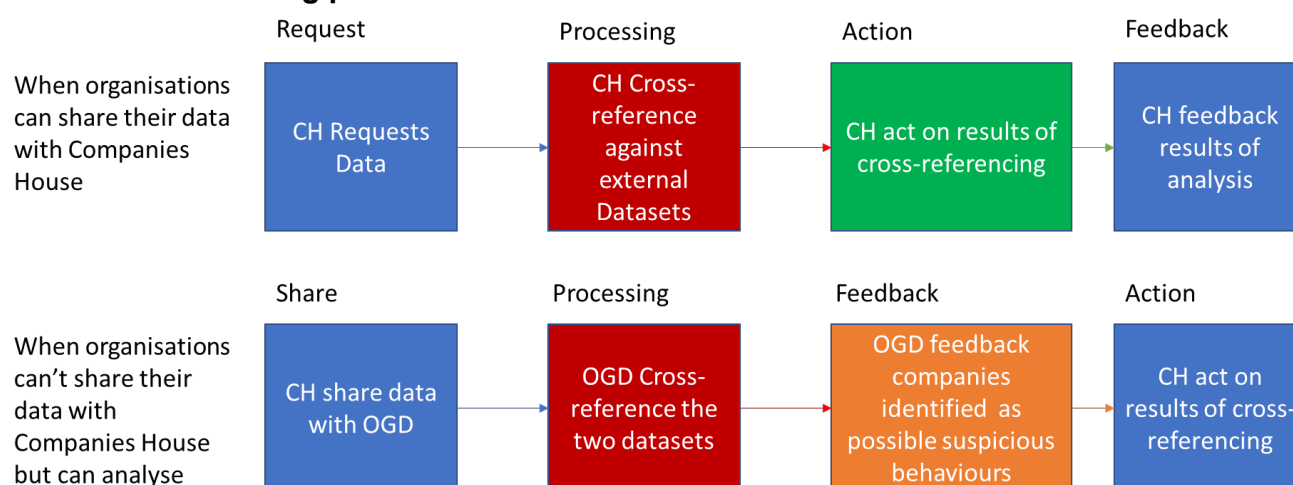 Request
Processing
Action
Feedback
When organisations
can share their data
with Companies
House
CH Requests
Data
CH Cross-
reference
against
external
Datasets
CH act on results of
cross-referencing
CH feedback
results of
analysis
Share
Processing
Feedback
Action
When organisations
can't share their
data with
Companies House
but can analyse
CH share data
with OGD
OGD Cross-
reference the
two datasets
OGD feedback
companies
identified as
possible suspicious
behaviours
CH act on
results of cross-
referencing